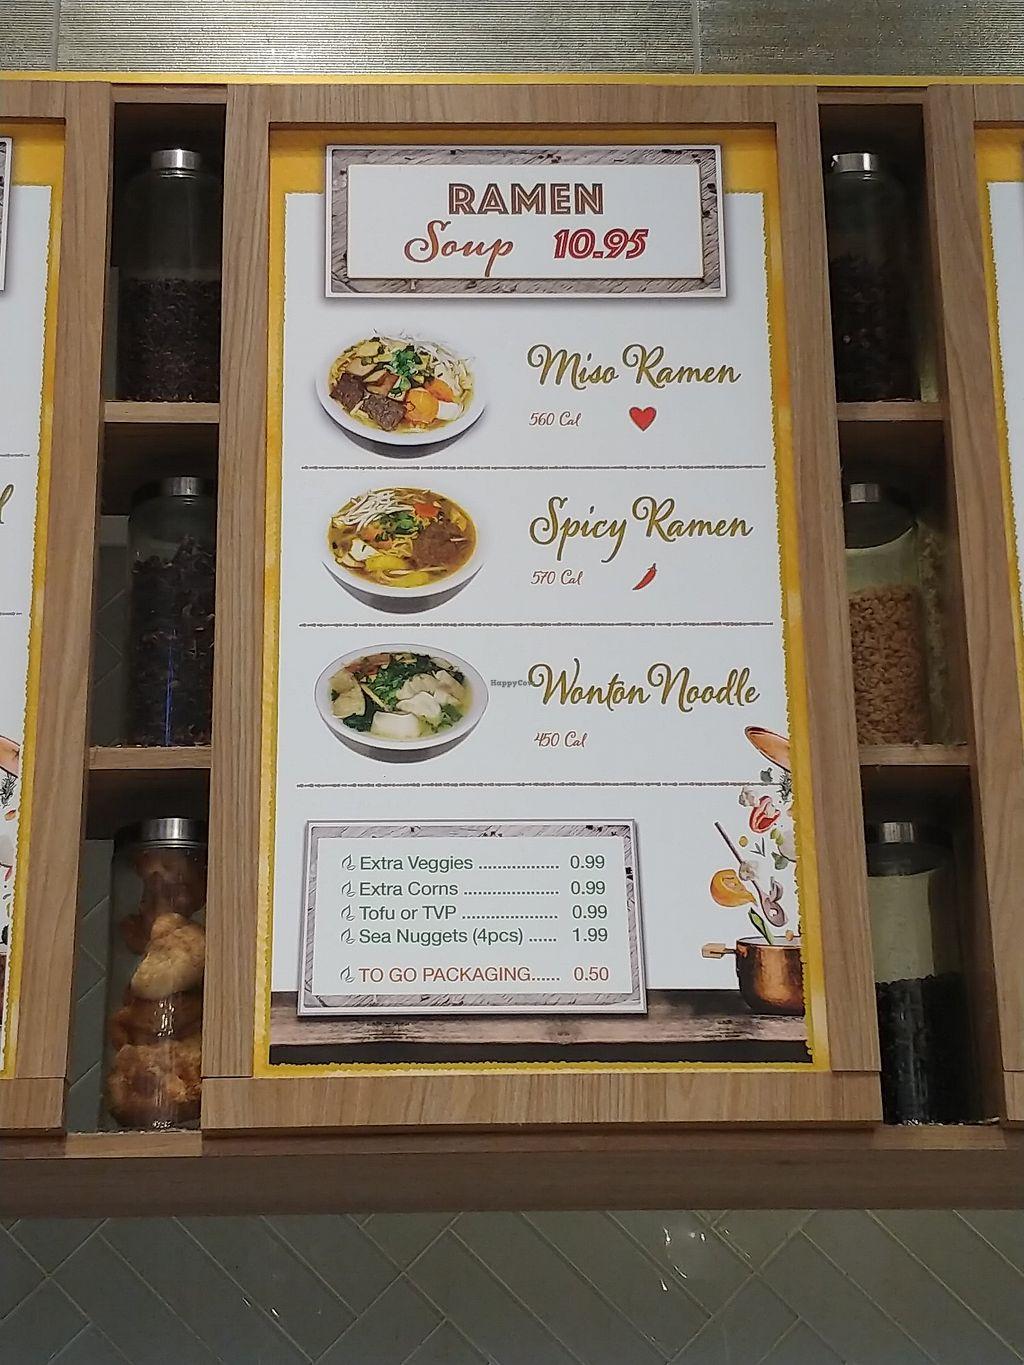 RAMEN
Soup 10.95
Miso Ramen
560 Cal
Spicy Ramen
570 Cal
HappyCow
Wonton Noodle
450 Cal
Extra Veggies .................. 0.99
Extra Corns ..................... 0.99
Tofu or TVP ..................... 0.99
Sea Nuggets (4pcs) ...... 1.99
TO GO PACKAGING...... 0.50